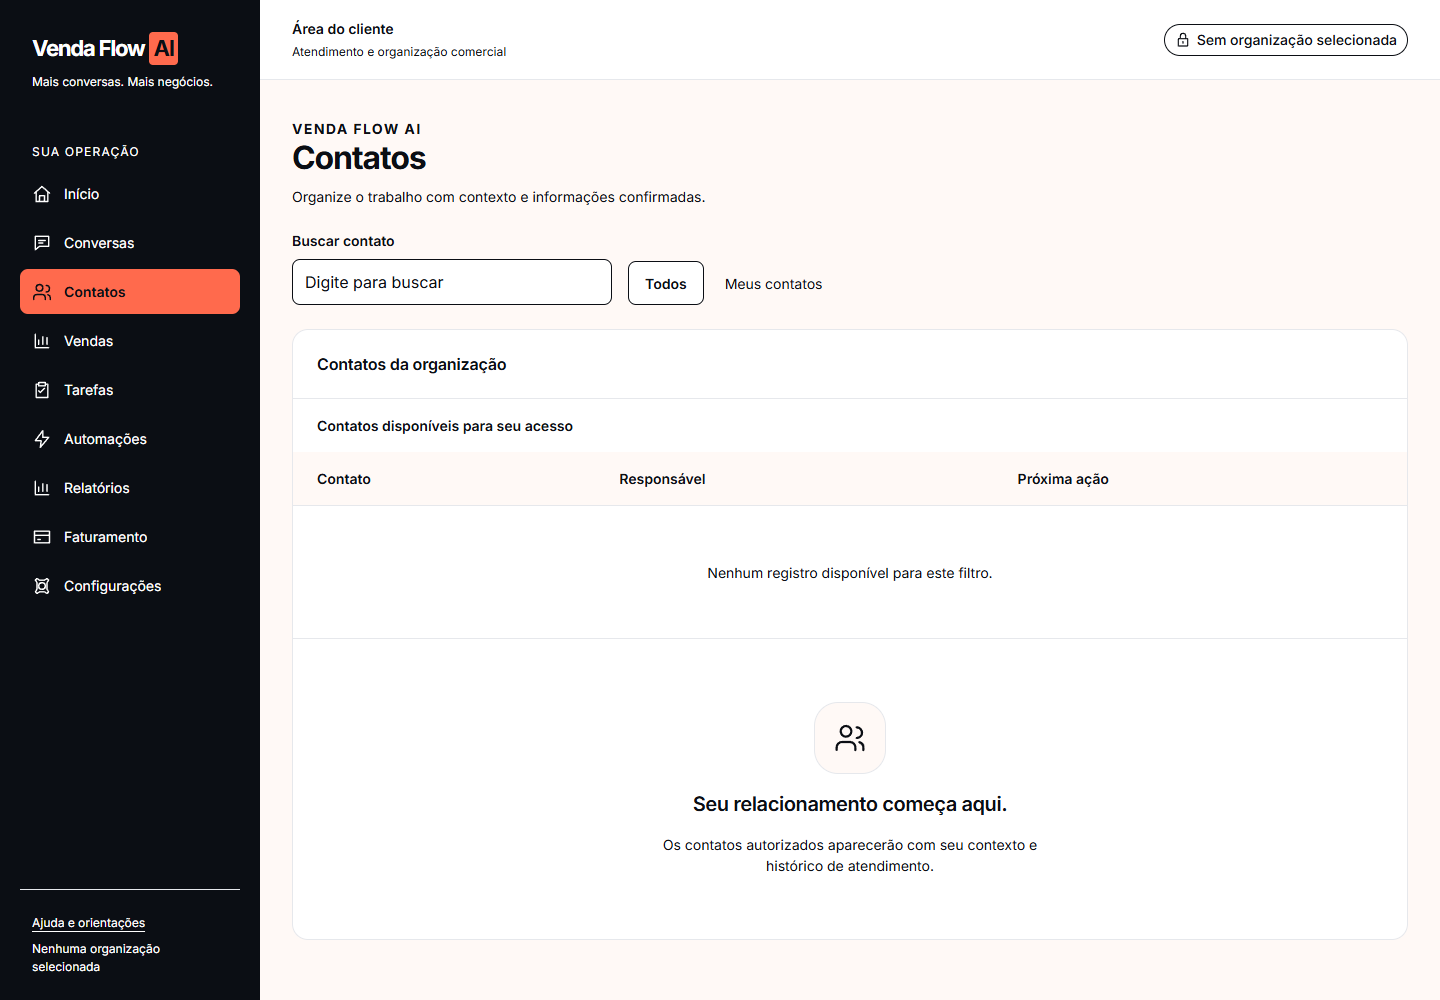 Venda Flow AI
Mais conversas. Mais negócios.
SUA OPERAÇÃO
Início
Conversas
Contatos
Vendas
Tarefas
Automações
Relatórios
Faturamento
Configurações
Ajuda e orientações
Nenhuma organização
selecionada
Área do cliente
Atendimento e organização comercial
Sem organização selecionada
VENDA FLOW AI
Contatos
Organize o trabalho com contexto e informações confirmadas.
Buscar contato
Digite para buscar
Todos
Meus contatos
Contatos da organização
Contatos disponíveis para seu acesso
Contato Responsável Próxima ação
Nenhum registro disponível para este filtro.
Seu relacionamento começa aqui.
Os contatos autorizados aparecerão com seu contexto e
histórico de atendimento.